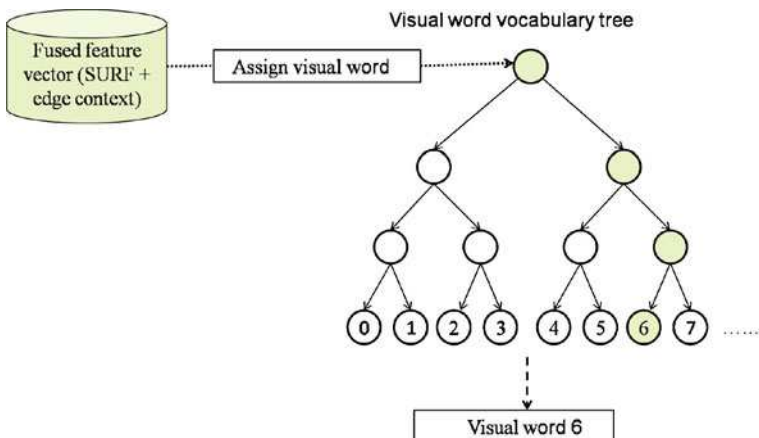 Visual word vocabulary tree
Fused feature
vector (SURF +
edge context)
Assign visual word
0 1 2 3 4 5 6 7 ......
Visual word 6